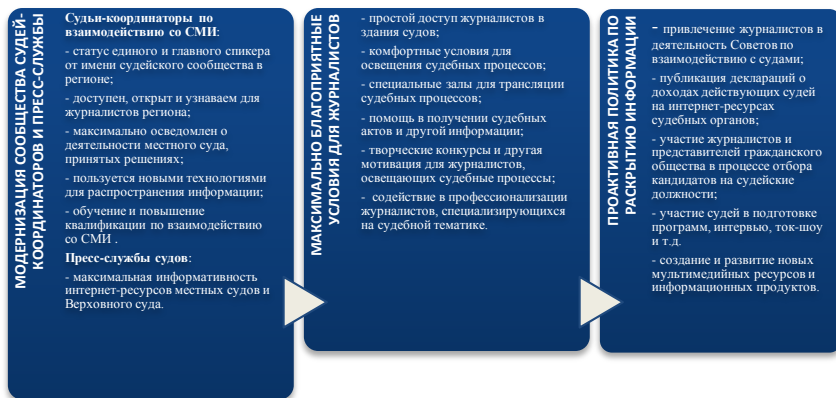 МОДЕРНИЗАЦИЯ СООБЩЕСТВА СУДЕЙ-
КООРДИНАТОРОВ И ПРЕСС-СЛУЖБЫ
Судьи-координаторы по
взаимодействию со СМИ:
- статус единого и главного спикера
от имени судейского сообщества в
регионе;
- доступен, открыт и узнаваем для
журналистов региона;
- максимально осведомлен о
деятельности местного суда,
принятых решениях;
- пользуется новыми технологиями
для распространения информации;
- обучение и повышение
квалификации по взаимодействию
со СМИ .
Пресс-службы судов:
- максимальная информативность
интернет-ресурсов местных судов и
Верховного суда.
МАКСИМАЛЬНО БЛАГОПРИЯТНЫЕ
УСЛОВИЯ ДЛЯ ЖУРНАЛИСТОВ
- простой доступ журналистов в
здания судов;
- комфортные условия для
освещения судебных процессов;
- специальные залы для трансляции
судебных процессов;
- помощь в получении судебных
актов и другой информации;
- творческие конкурсы и другая
мотивация для журналистов,
освещающих судебные процессы;
- содействие в профессионализации
журналистов, специализирующихся
на судебной тематике.
ПРОАКТИВНАЯ ПОЛИТИКА ПО
РАСКРЫТИЮ ИНФОРМАЦИИ
- привлечение журналистов в
деятельность Советов по
взаимодействию с судами;
- публикация деклараций о
доходах действующих судей
на интернет-ресурсах
судебных органов;
- участие журналистов и
представителей гражданского
общества в процессе отбора
кандидатов на судейские
должности;
- участие судей в подготовке
программ, интервью, ток-шоу
и т.д.
- создание и развитие новых
мультимедийных ресурсов и
информационных продуктов.